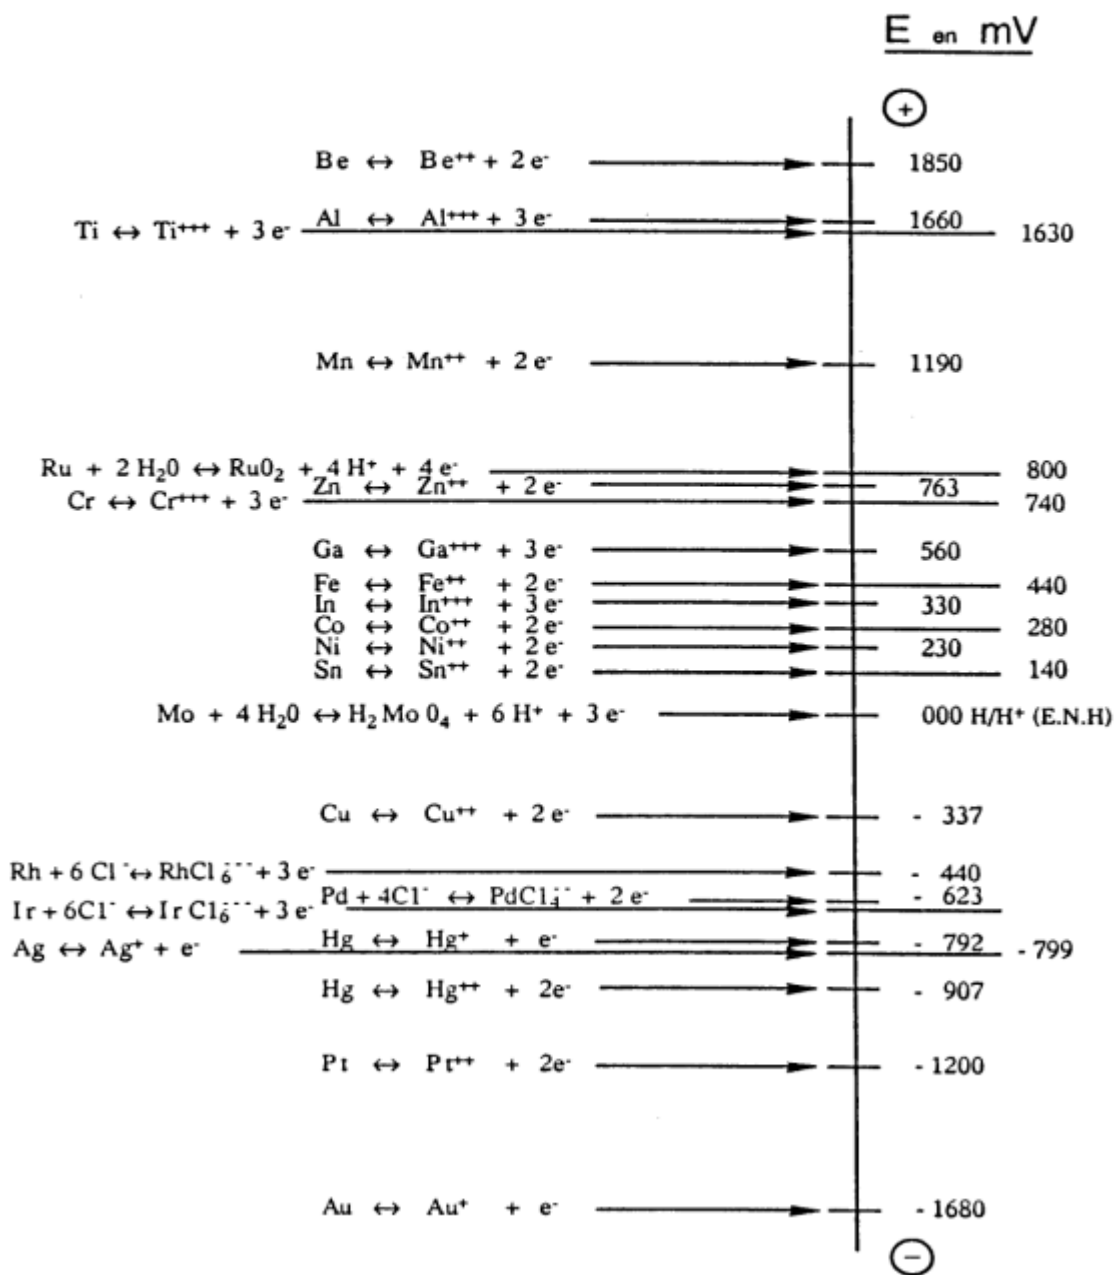 E en mV
+
Be ↔ Be⁺⁺ + 2 e⁻ 1850
Al ↔ Al⁺⁺⁺ + 3 e⁻ 1660
Ti ↔ Ti⁺⁺⁺ + 3 e⁻ 1630
Mn ↔ Mn⁺⁺ + 2 e⁻ 1190
Ru + 2 H₂0 ↔ Ru0₂ + 4 H⁺ + 4 e⁻ 800
Zn ↔ Zn⁺⁺ + 2 e⁻ 763
Cr ↔ Cr⁺⁺⁺ + 3 e⁻ 740
Ga ↔ Ga⁺⁺⁺ + 3 e⁻ 560
Fe ↔ Fe⁺⁺ + 2 e⁻ 440
In ↔ In⁺⁺⁺ + 3 e⁻ 330
Co ↔ Co⁺⁺ + 2 e⁻ 280
Ni ↔ Ni⁺⁺ + 2 e⁻ 230
Sn ↔ Sn⁺⁺ + 2 e⁻ 140
Mo + 4 H₂0 ↔ H₂ Mo 0₄ + 6 H⁺ + 3 e⁻ 000 H/H⁺ (E.N.H)
Cu ↔ Cu⁺⁺ + 2 e⁻ - 337
Rh + 6 Cl⁻ ↔ RhCl₆⁻⁻⁻ + 3 e⁻ - 440
Pd + 4Cl⁻ ↔ PdCl₄⁻⁻ + 2 e⁻ - 623
Ir + 6Cl⁻ ↔ Ir Cl₆⁻⁻⁻ + 3 e⁻
Hg ↔ Hg⁺ + e⁻ - 792
Ag ↔ Ag⁺ + e⁻ - 799
Hg ↔ Hg⁺⁺ + 2e⁻ - 907
Pt ↔ Pt⁺⁺ + 2e⁻ - 1200
Au ↔ Au⁺ + e⁻ - 1680
−